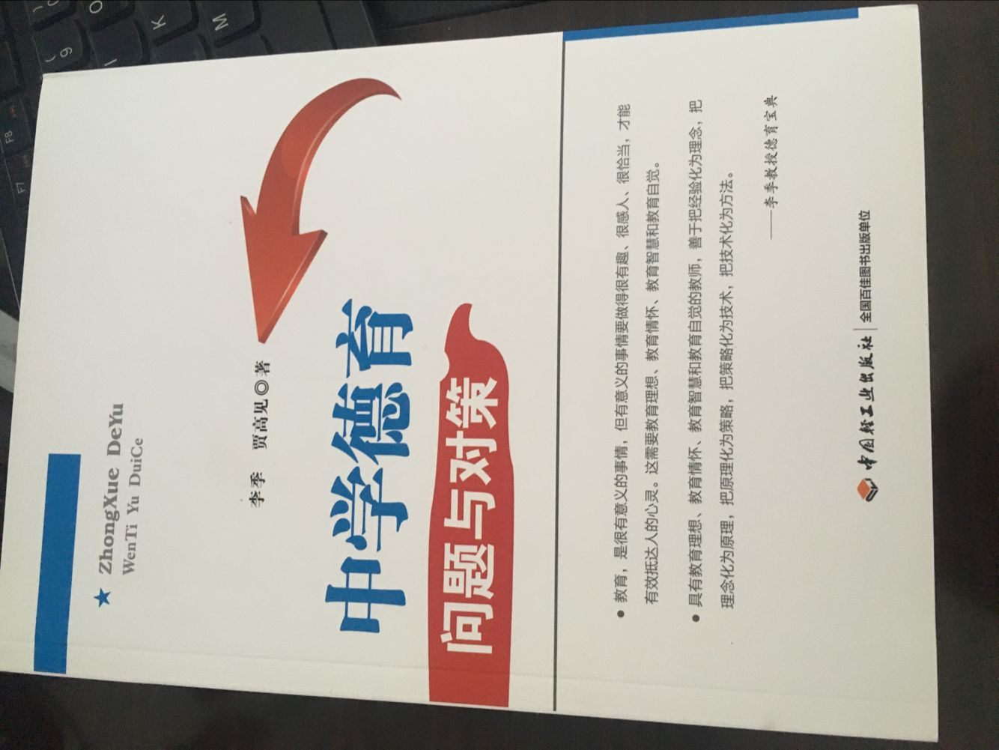 ZhongXue DeYu
WenTi Yu DuiCe
李季 贾高见◎著
中学德育
问题与对策
● 教育，是很有意义的事情，但有意义的事情要做得很有趣、很感人、很恰当，才能
有效抵达人的心灵。这需要教育理想、教育情怀、教育智慧和教育自觉。
● 具有教育理想、教育情怀、教育智慧和教育自觉的教师，善于把经验化为理念，把
理念化为原理，把原理化为策略，把策略化为技术，把技术化为方法。
——李季教授德育宝典
中国轻工业出版社 | 全国百佳图书出版单位
O
K
M
(
9
I
F8
F7